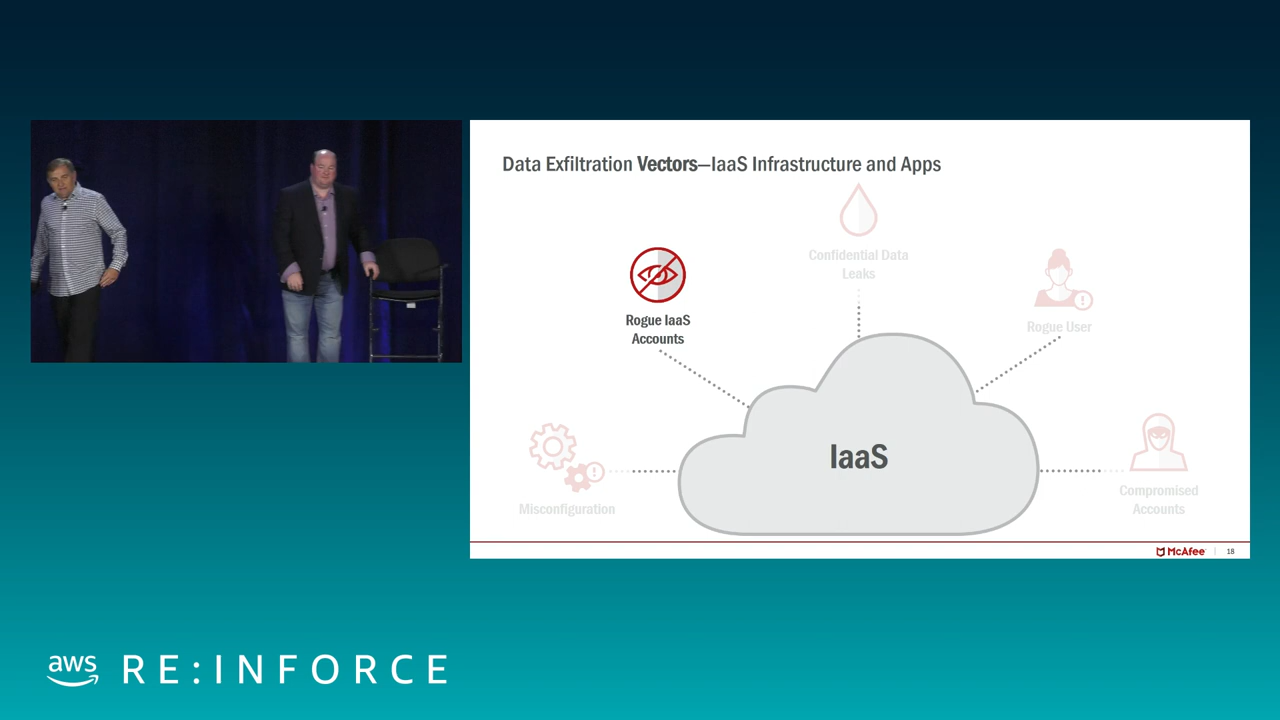 Data Exfiltration Vectors—IaaS Infrastructure and Apps
Confidential Data
Leaks
Rogue IaaS
Accounts
Rogue User
IaaS
Misconfiguration
Compromised
Accounts
McAfee
18
aws RE:INFORCE